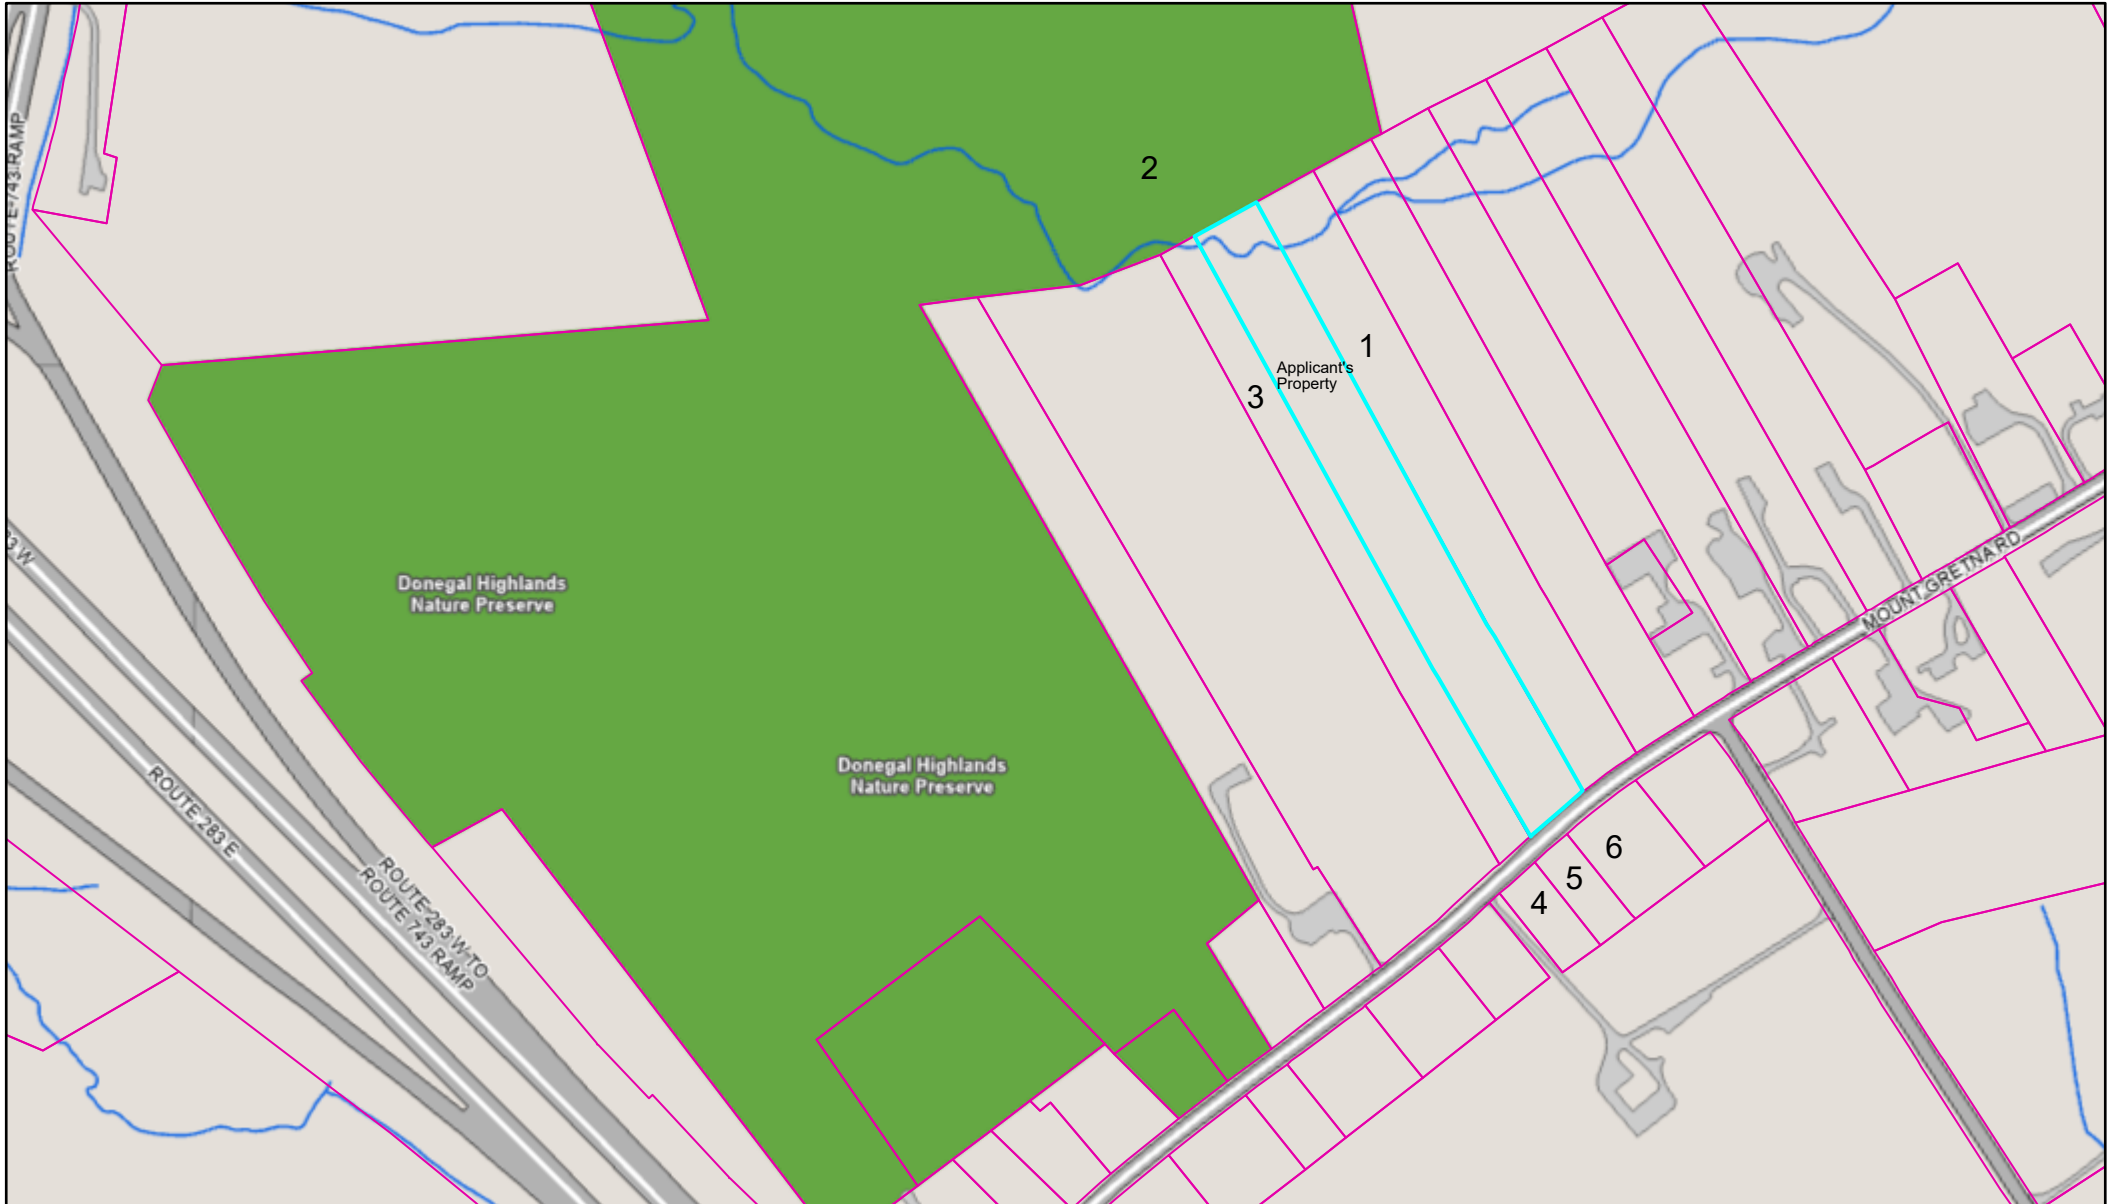 ROUTE 743 RAMP
2
1
Applicant's
Property
3
3 W
MOUNT GRETNA RD
Donegal Highlands
Nature Preserve
Donegal Highlands
Nature Preserve
ROUTE 283 E
ROUTE 283 W TO
ROUTE 743 RAMP
6
5
4